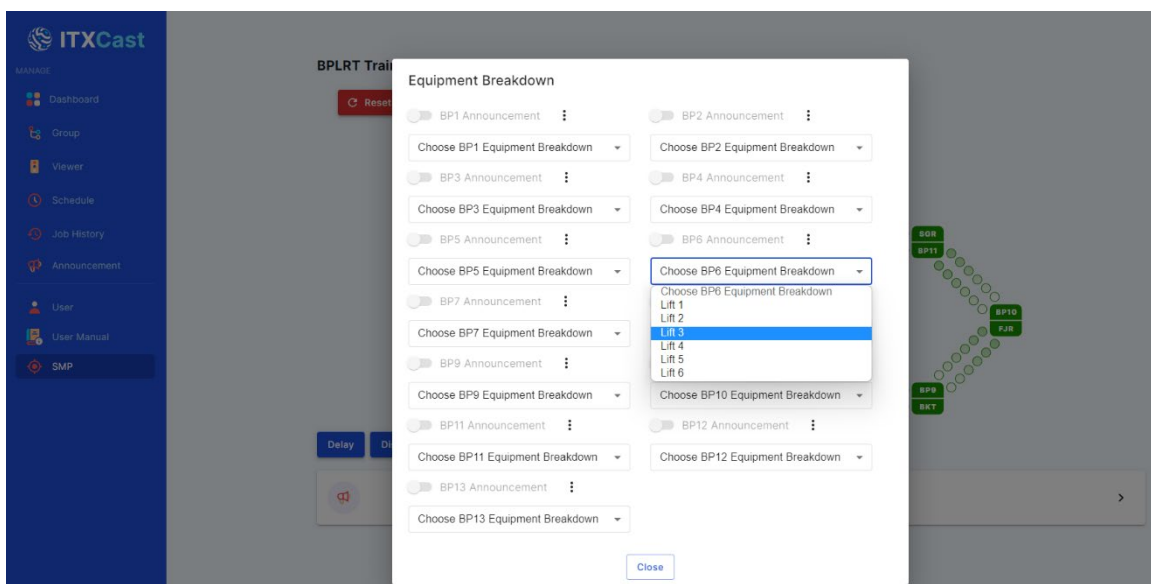 ITXCast
MANAGE
Dashboard
Group
Viewer
Schedule
Job History
Announcement
User
User Manual
SMP
BPLRT Trai
Reset
Equipment Breakdown
BP1 Announcement
BP2 Announcement
Choose BP1 Equipment Breakdown
Choose BP2 Equipment Breakdown
BP3 Announcement
BP4 Announcement
Choose BP3 Equipment Breakdown
Choose BP4 Equipment Breakdown
BP5 Announcement
BP6 Announcement
Choose BP5 Equipment Breakdown
Choose BP6 Equipment Breakdown
Choose BP6 Equipment Breakdown
Lift 1
Lift 2
Lift 3
Lift 4
Lift 5
Lift 6
BP7 Announcement
Choose BP7 Equipment Breakdown
BP9 Announcement
Choose BP9 Equipment Breakdown
Choose BP10 Equipment Breakdown
BP11 Announcement
BP12 Announcement
Choose BP11 Equipment Breakdown
Choose BP12 Equipment Breakdown
BP13 Announcement
Choose BP13 Equipment Breakdown
Close
SGR
BP11
BP10
FJR
BP9
BKT
Delay
Di